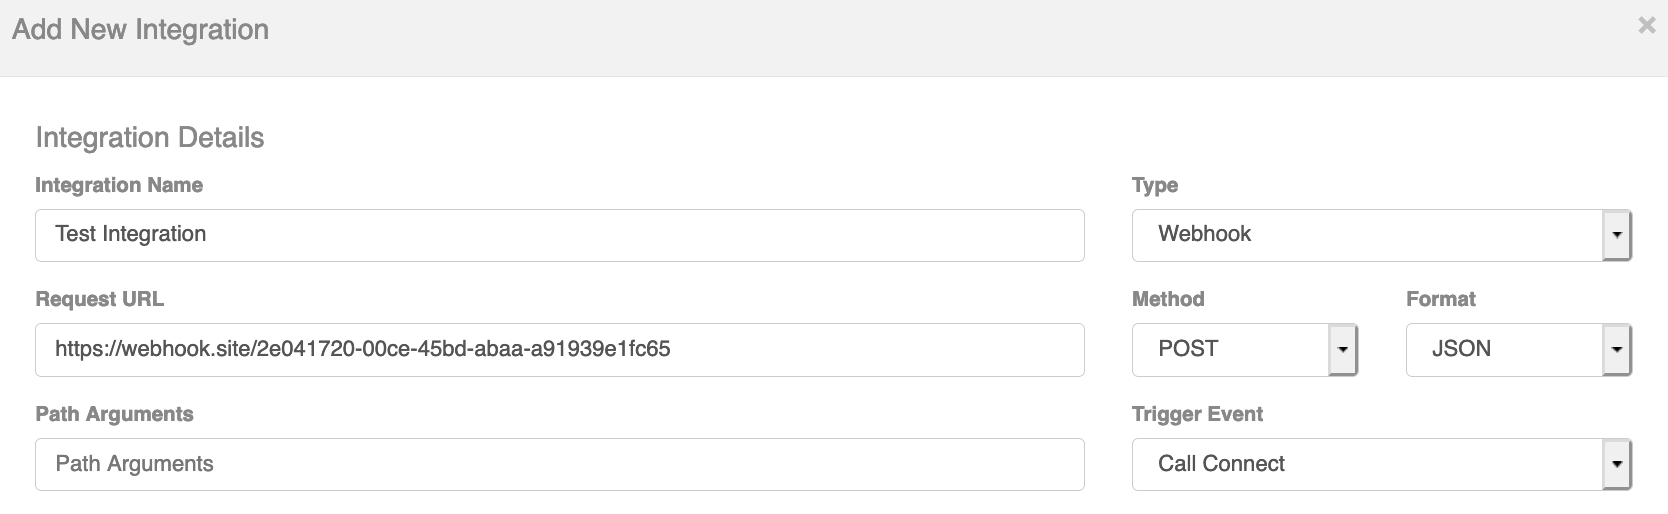 Add New Integration ×
Integration Details
Integration Name
Type
Test Integration
Webhook
Request URL
Method
Format
https://webhook.site/2e041720-00ce-45bd-abaa-a91939e1fc65
POST
JSON
Path Arguments
Trigger Event
Path Arguments
Call Connect